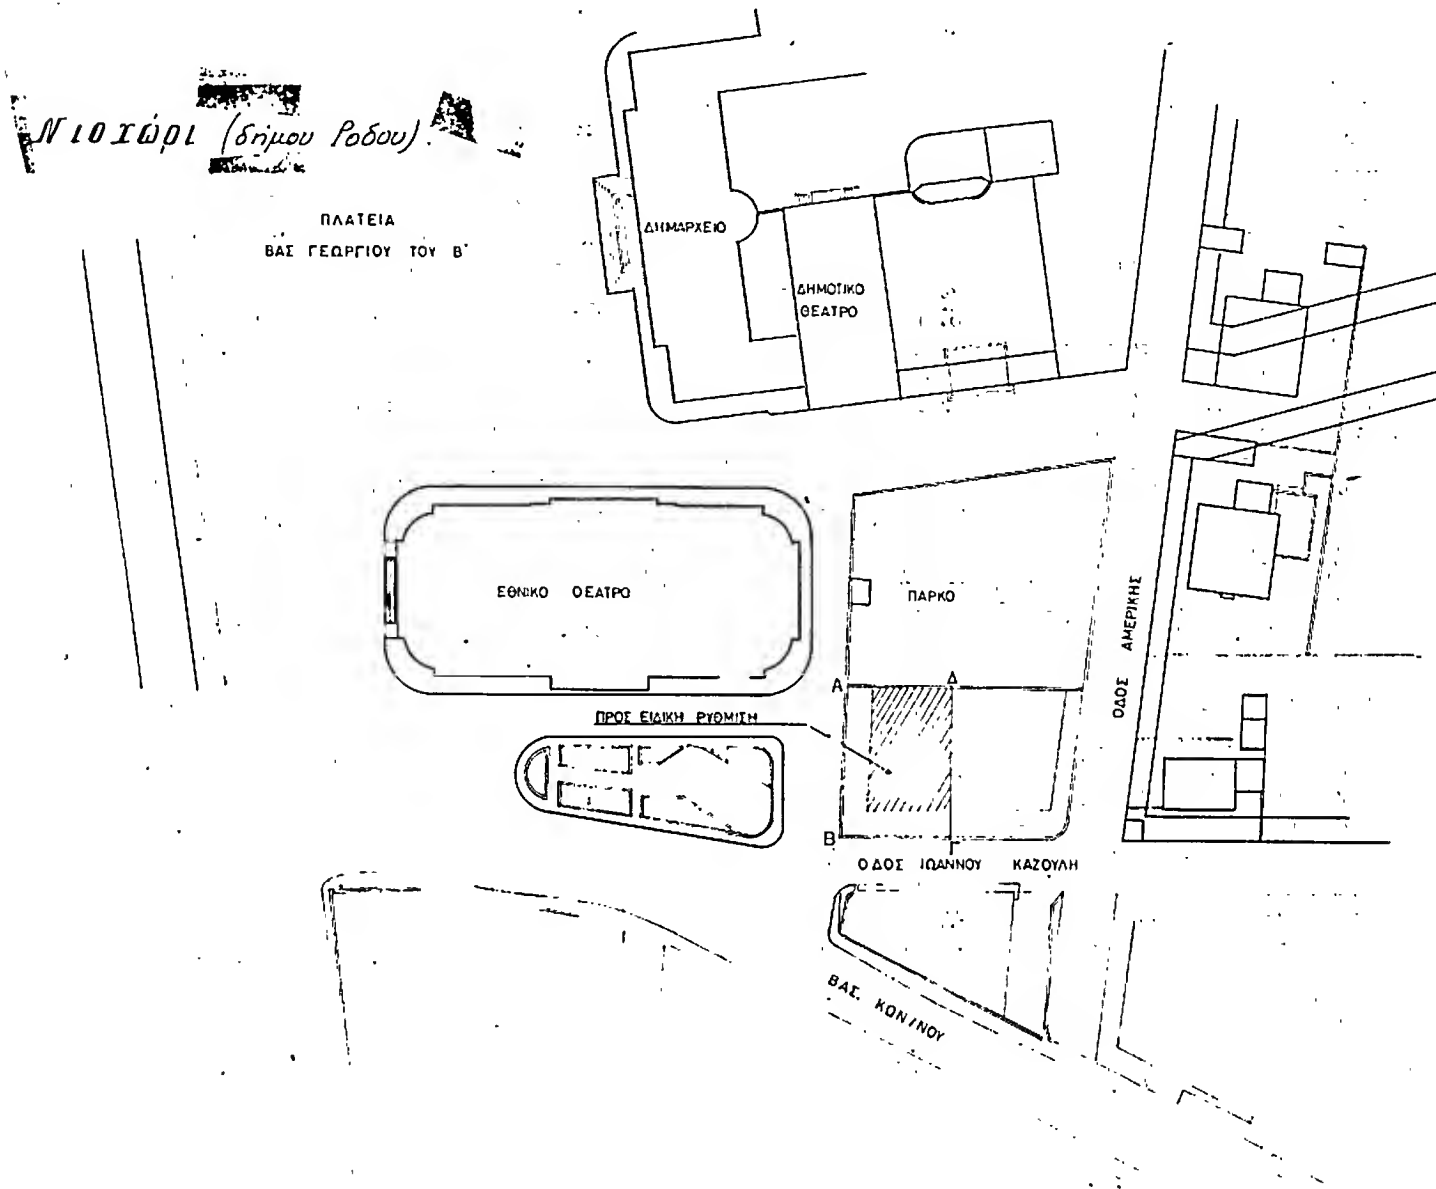 Νιοχώρι (δήμου Ρόδου).
ΠΛΑΤΕΙΑ
ΒΑΣ ΓΕΩΡΓΙΟΥ ΤΟΥ Β'
ΔΗΜΑΡΧΕΙΟ
ΔΗΜΟΤΙΚΟ
ΘΕΑΤΡΟ
ΕΘΝΙΚΟ ΘΕΑΤΡΟ
ΠΑΡΚΟ
ΟΔΟΣ ΑΜΕΡΙΚΗΣ
Α
Δ
ΠΡΟΣ ΕΙΔΙΚΗ ΡΥΘΜΙΣΗ
Β
Γ
ΟΔΟΣ ΙΩΑΝΝΟΥ ΚΑΖΟΥΛΗ
ΒΑΣ. ΚΩΝ/ΝΟΥ